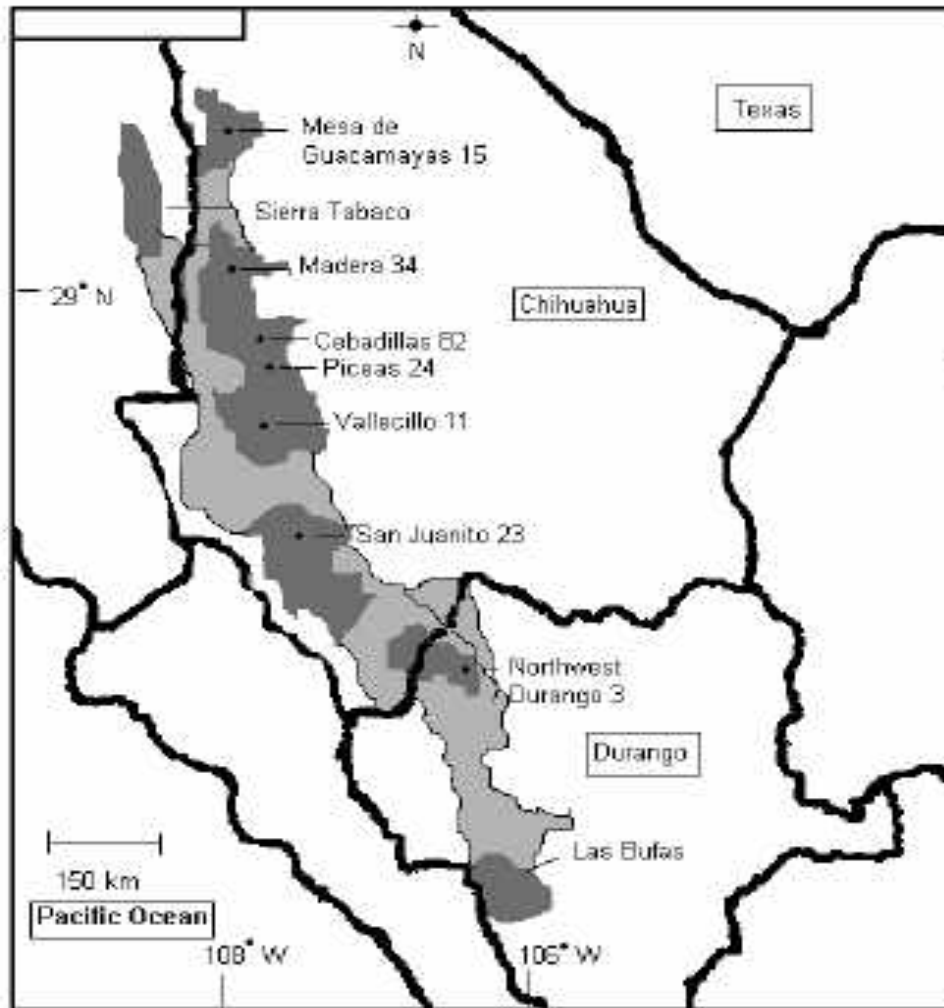 N
Texas
Mesa de
Guacamayas 15
Sierra Tabaco
Madera 34
29° N
Chihuahua
Cebadillas 82
Piceas 24
Vallecillo 11
San Juanito 23
Northwest
Durango 3
Durango
Las Bufas
150 km
Pacific Ocean
108° W
106° W